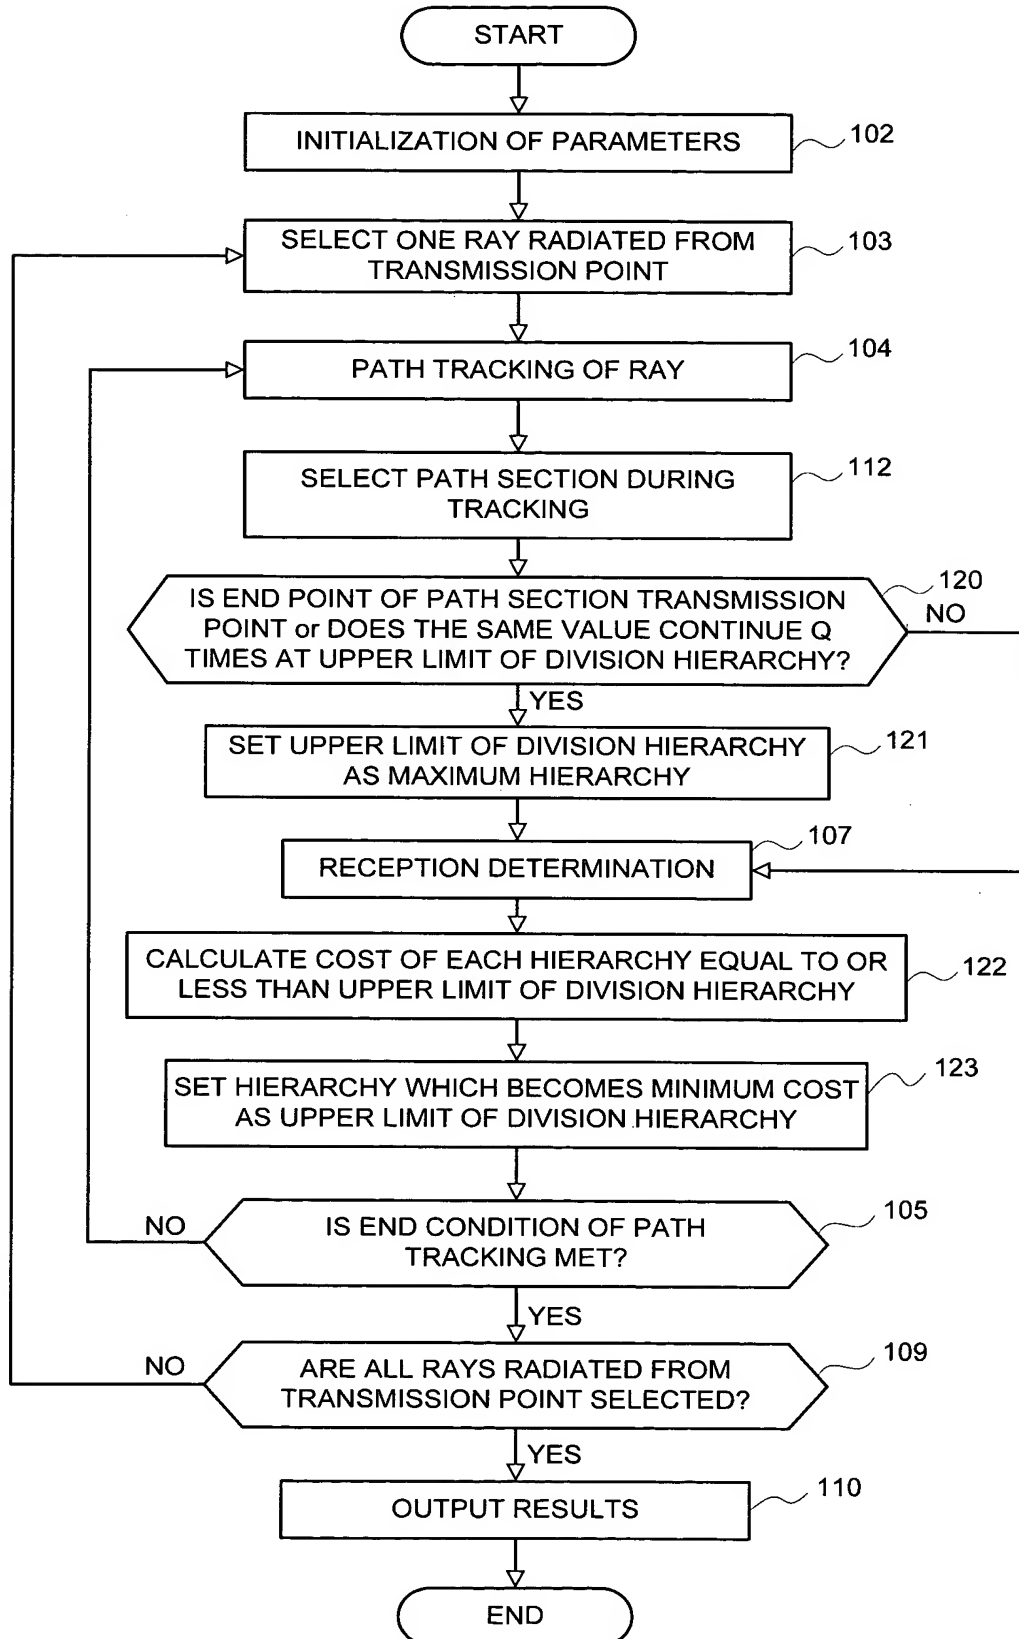 START
INITIALIZATION OF PARAMETERS
102
SELECT ONE RAY RADIATED FROM
TRANSMISSION POINT
103
PATH TRACKING OF RAY
104
SELECT PATH SECTION DURING
TRACKING
112
IS END POINT OF PATH SECTION TRANSMISSION
POINT or DOES THE SAME VALUE CONTINUE Q
TIMES AT UPPER LIMIT OF DIVISION HIERARCHY?
120
NO
YES
SET UPPER LIMIT OF DIVISION HIERARCHY
AS MAXIMUM HIERARCHY
121
RECEPTION DETERMINATION
107
CALCULATE COST OF EACH HIERARCHY EQUAL TO OR
LESS THAN UPPER LIMIT OF DIVISION HIERARCHY
122
SET HIERARCHY WHICH BECOMES MINIMUM COST
AS UPPER LIMIT OF DIVISION HIERARCHY
123
IS END CONDITION OF PATH
TRACKING MET?
105
NO
YES
ARE ALL RAYS RADIATED FROM
TRANSMISSION POINT SELECTED?
109
NO
YES
OUTPUT RESULTS
110
END